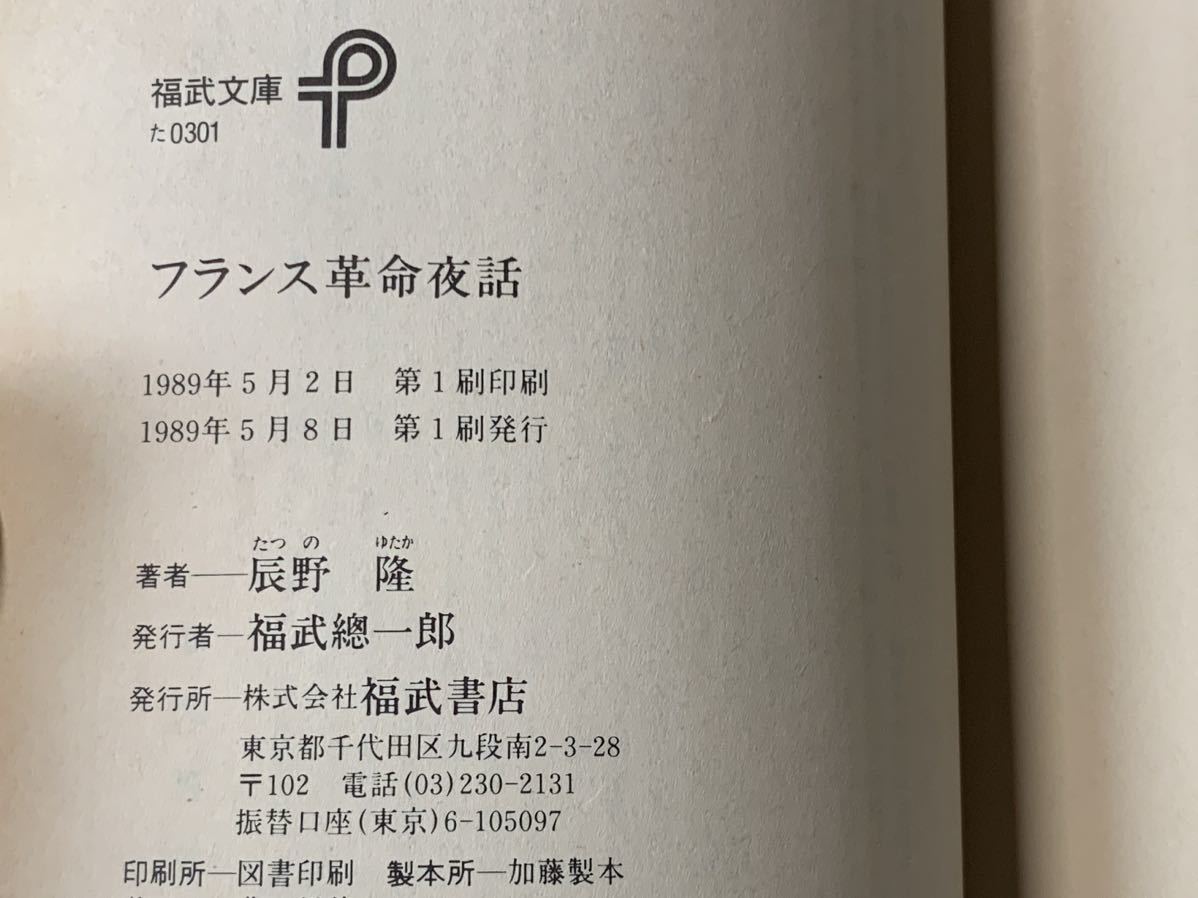 福武文庫
た0301
フランス革命夜話
1989年5月2日 第1刷印刷
1989年5月8日 第1刷発行
たつの ゆたか
著者―辰野 隆
発行者―福武總一郎
発行所―株式会社福武書店
東京都千代田区九段南2-3-28
〒102 電話(03)230-2131
振替口座(東京)6-105097
印刷所―図書印刷 製本所―加藤製本